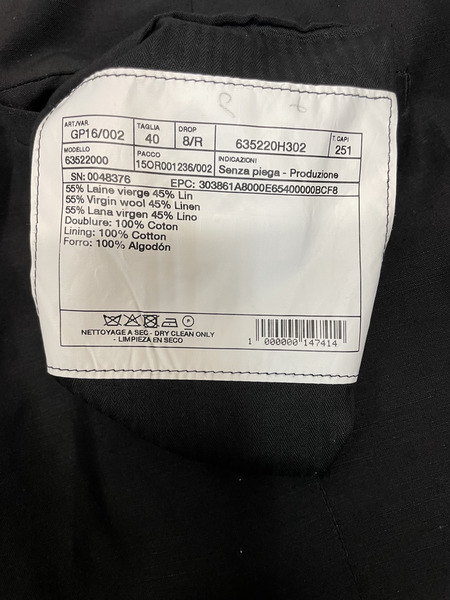 ART./VAR. TAGLIA DROP T.CAPI
GP16/002 40 8/R 635220H302 251
MODELLO PACCO INDICAZIONI
63522000 15OR001236/002 Senza piega - Produzione
SN: 0048376 EPC: 303861A8000E65400000BCF8
55% Laine vierge 45% Lin
55% Virgin wool 45% Linen
55% Lana virgen 45% Lino
Doublure: 100% Coton
Lining: 100% Cotton
Forro: 100% Algodón
P
NETTOYAGE A SEC - DRY CLEAN ONLY
- LIMPIEZA EN SECO
1 000000 147414